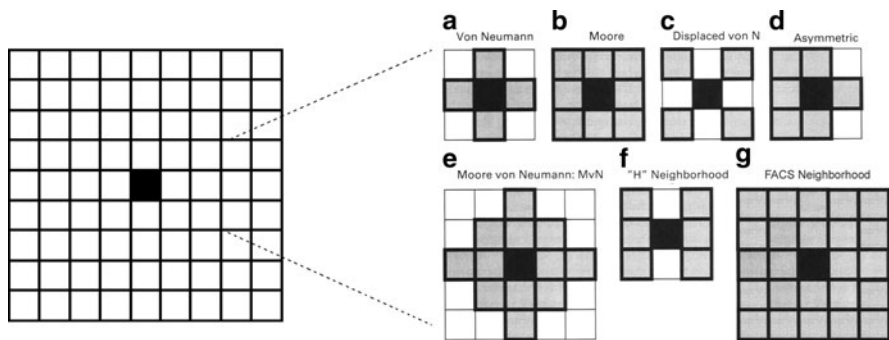 a
Von Neumann
b
Moore
c
Displaced von N
d
Asymmetric
e
Moore von Neumann: MvN
f
"H" Neighborhood
g
FACS Neighborhood